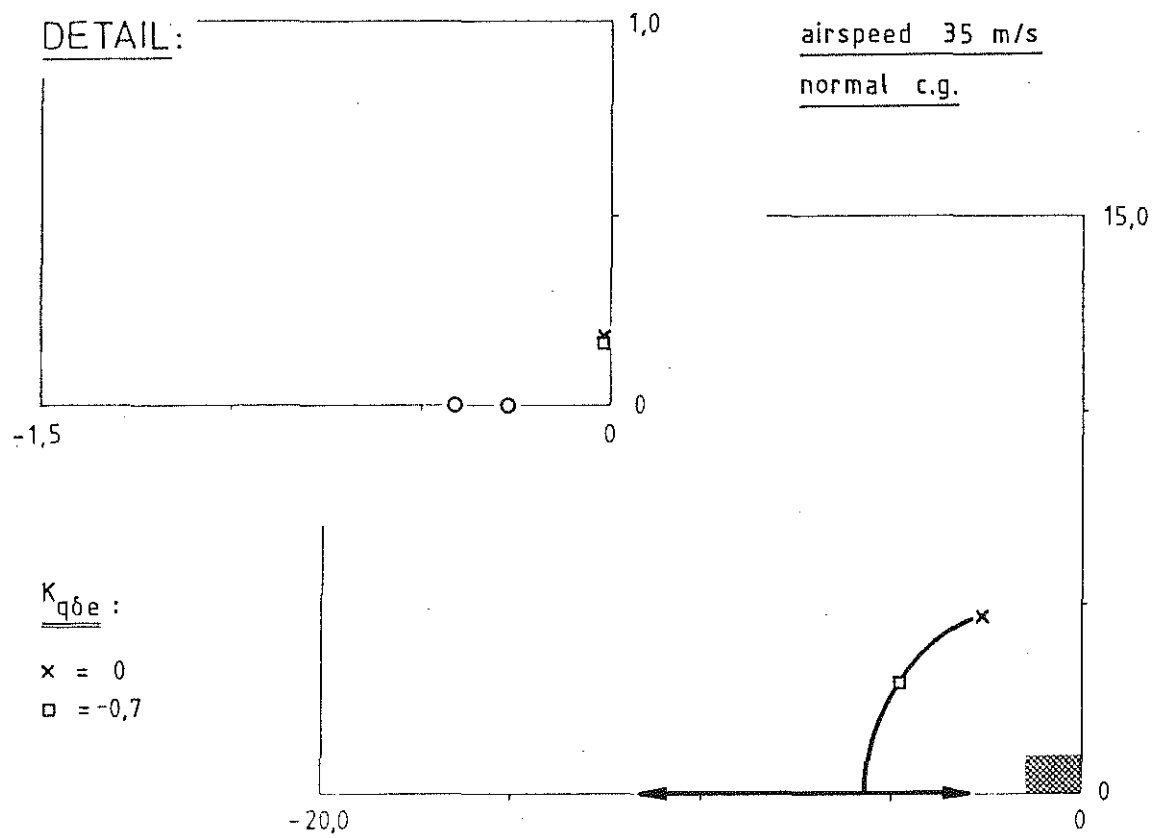 DETAIL:
1,0
airspeed 35 m/s
normal c.g.
15,0
0
-1,5
0
K qδe :
× = 0
□ = -0,7
0
-20,0
0